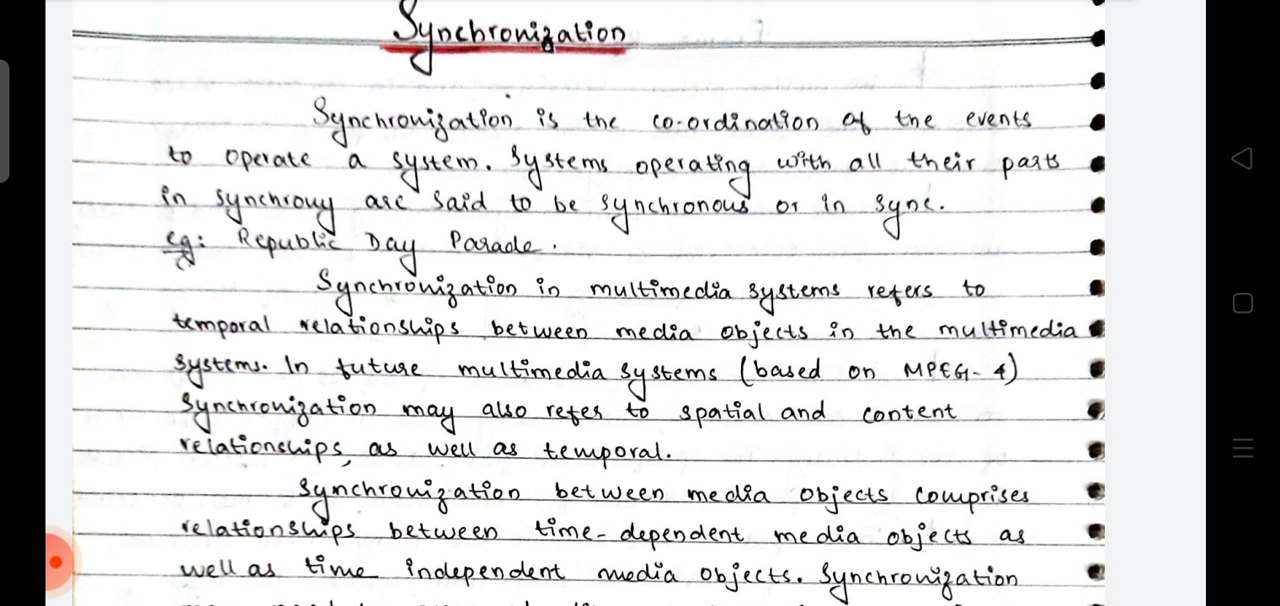 Synchronization
Synchronization is the co-ordination of the events
to operate a system. Systems operating with all their parts
in synchrony are said to be synchronous or in sync.
eg: Republic Day Parade.
Synchronization in multimedia systems refers to
temporal relationships between media objects in the multimedia
systems. In future multimedia systems (based on MPEG-4)
synchronization may also refer to spatial and content
relationships, as well as temporal.
Synchronization between media objects comprises
relationships between time-dependent media objects as
well as time independent media objects. Synchronization